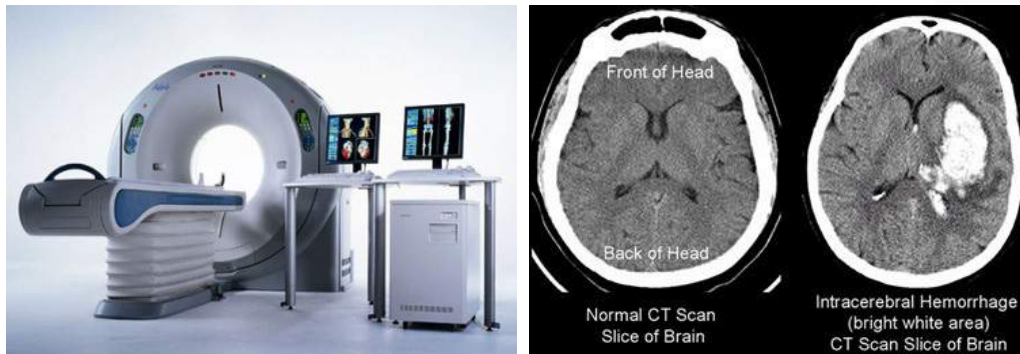 Front of Head
Back of Head
Normal CT Scan
Slice of Brain
Intracerebral Hemorrhage
(bright white area)
CT Scan Slice of Brain